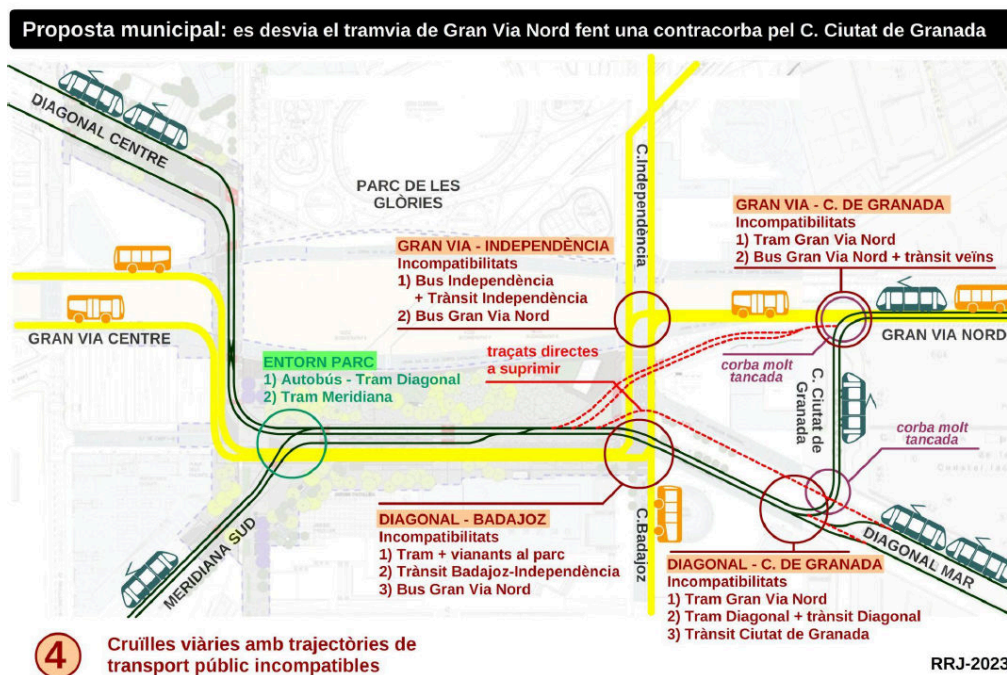 Proposta municipal: es desvia el tramvia de Gran Via Nord fent una contracorba pel C. Ciutat de Granada
DIAGONAL CENTRE
PARC DE LES
GLÒRIES
C.Independència
GRAN VIA - C. DE GRANADA
Incompatibilitats
1) Tram Gran Via Nord
2) Bus Gran Via Nord + trànsit veïns
GRAN VIA - INDEPENDÈNCIA
Incompatibilitats
1) Bus Independència
+ Trànsit Independència
2) Bus Gran Via Nord
GRAN VIA CENTRE
GRAN VIA NORD
ENTORN PARC
1) Autobús - Tram Diagonal
2) Tram Meridiana
traçats directes
a suprimir
corba molt
tancada
C. Ciutat de
Granada
corba molt
tancada
MERIDIANA SUD
DIAGONAL - BADAJOZ
Incompatibilitats
1) Tram + vianants al parc
2) Trànsit Badajoz-Independència
3) Bus Gran Via Nord
C.Badajoz
DIAGONAL MAR
DIAGONAL - C. DE GRANADA
Incompatibilitats
1) Tram Gran Via Nord
2) Tram Diagonal + trànsit Diagonal
3) Trànsit Ciutat de Granada
4
Cruïlles viàries amb trajectòries de
transport públic incompatibles
RRJ-2023